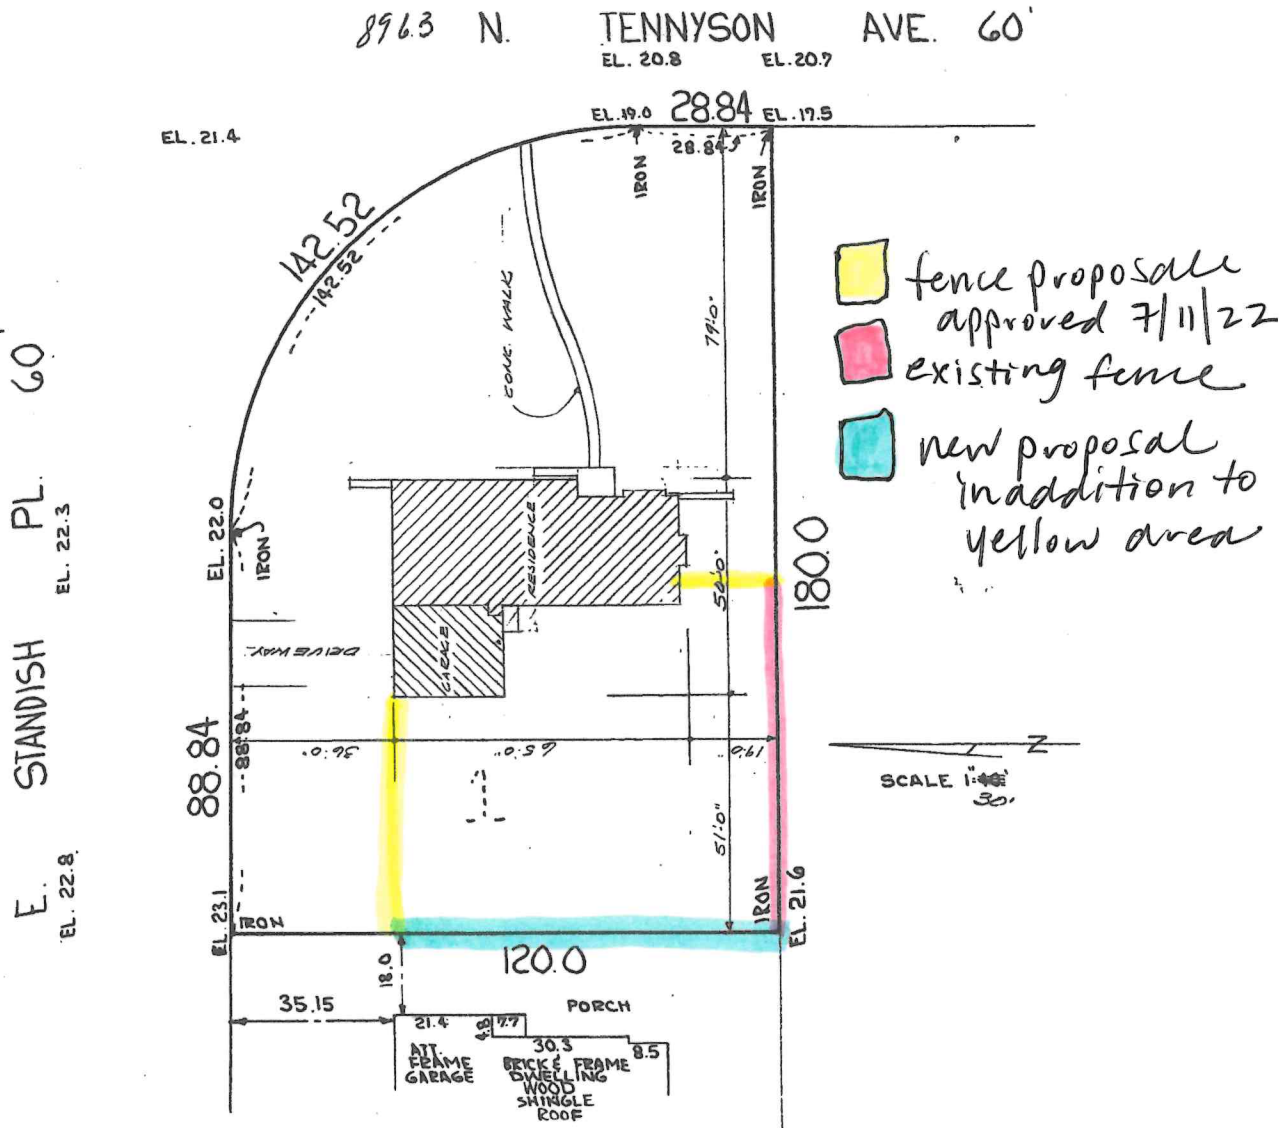 8963 N. TENNYSON AVE. 60'
EL. 20.8 EL. 20.7
EL. 19.0 28.84 EL. 17.5
EL. 21.4
28.84
IRON
IRON
142.52
142.52
CONC. WALK
79'.0"
fence proposale
approved 7/11/22
existing fence
new proposal
inaddition to
yellow area
E. STANDISH PL. 60'
EL. 22.3
EL. 22.0
IRON
RESIDENCE
50'.0"
180.0
DRIVEWAY
GARAGE
88.84
88.84
36'.0" 65'.0" 19'.0"
N
SCALE 1"
30'
1
51'.0"
EL. 22.8
EL. 23.1
IRON
IRON
EL. 21.6
18.0
120.0
35.15
PORCH
21.4 4.8 7.7
30.3 8.5
ATT.
FRAME
GARAGE
BRICK & FRAME
DWELLING
WOOD
SHINGLE
ROOF